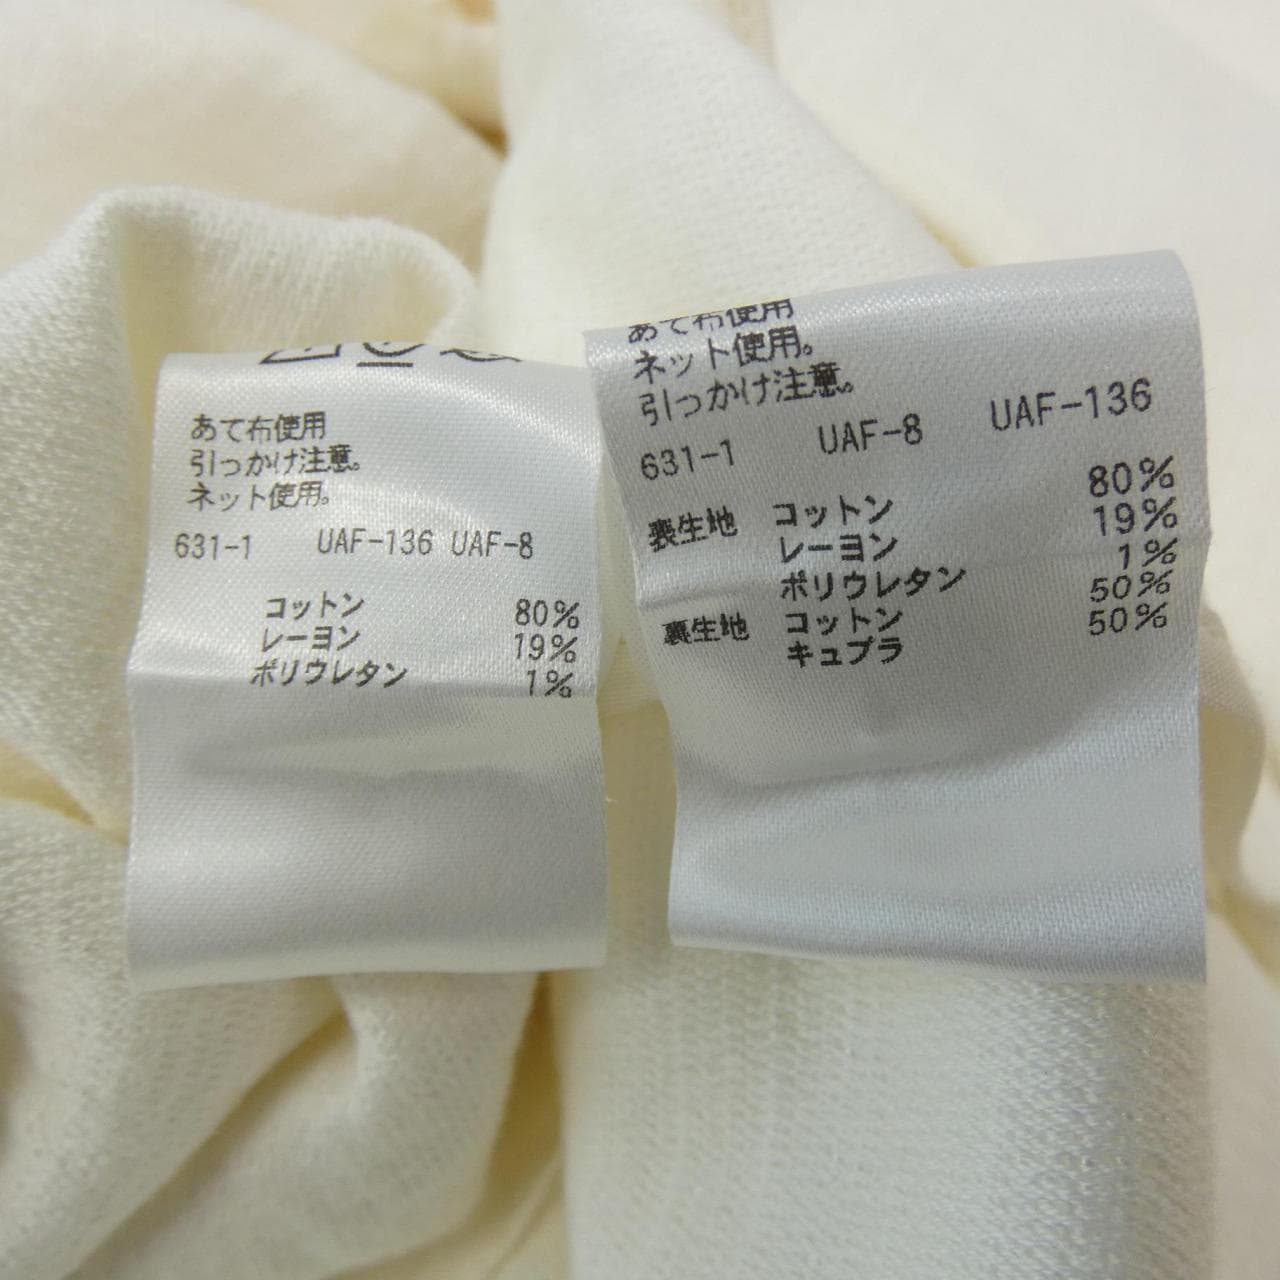 あて布使用
引っかけ注意。
ネット使用。
631-1 UAF-136 UAF-8
コットン 80%
レーヨン 19%
ポリウレタン 1%
あて布使用
ネット使用。
引っかけ注意。
631-1 UAF-8 UAF-136
表生地 コットン 80%
レーヨン 19%
ポリウレタン 1%
裏生地 コットン 50%
キュプラ 50%